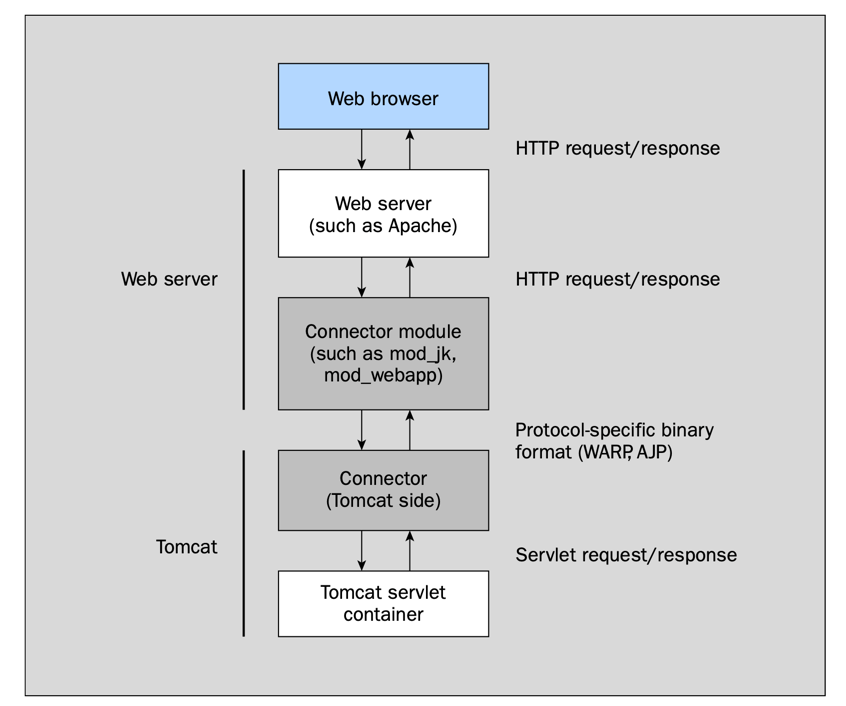 Web browser
HTTP request/response
Web server
(such as Apache)
Web server
HTTP request/response
Connector module
(such as mod_jk,
mod_webapp)
Protocol-specific binary
format (WARP, AJP)
Connector
(Tomcat side)
Tomcat
Servlet request/response
Tomcat servlet
container